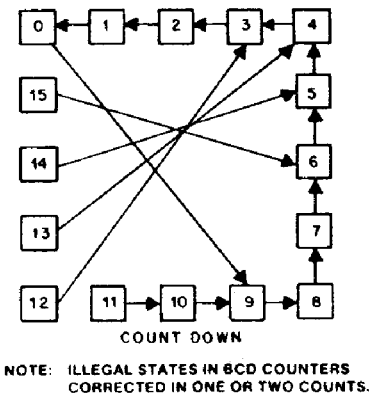 0 1 2 3 4
15 5
14 6
13 7
12 11 10 9 8
COUNT DOWN
NOTE: ILLEGAL STATES IN BCD COUNTERS
CORRECTED IN ONE OR TWO COUNTS.